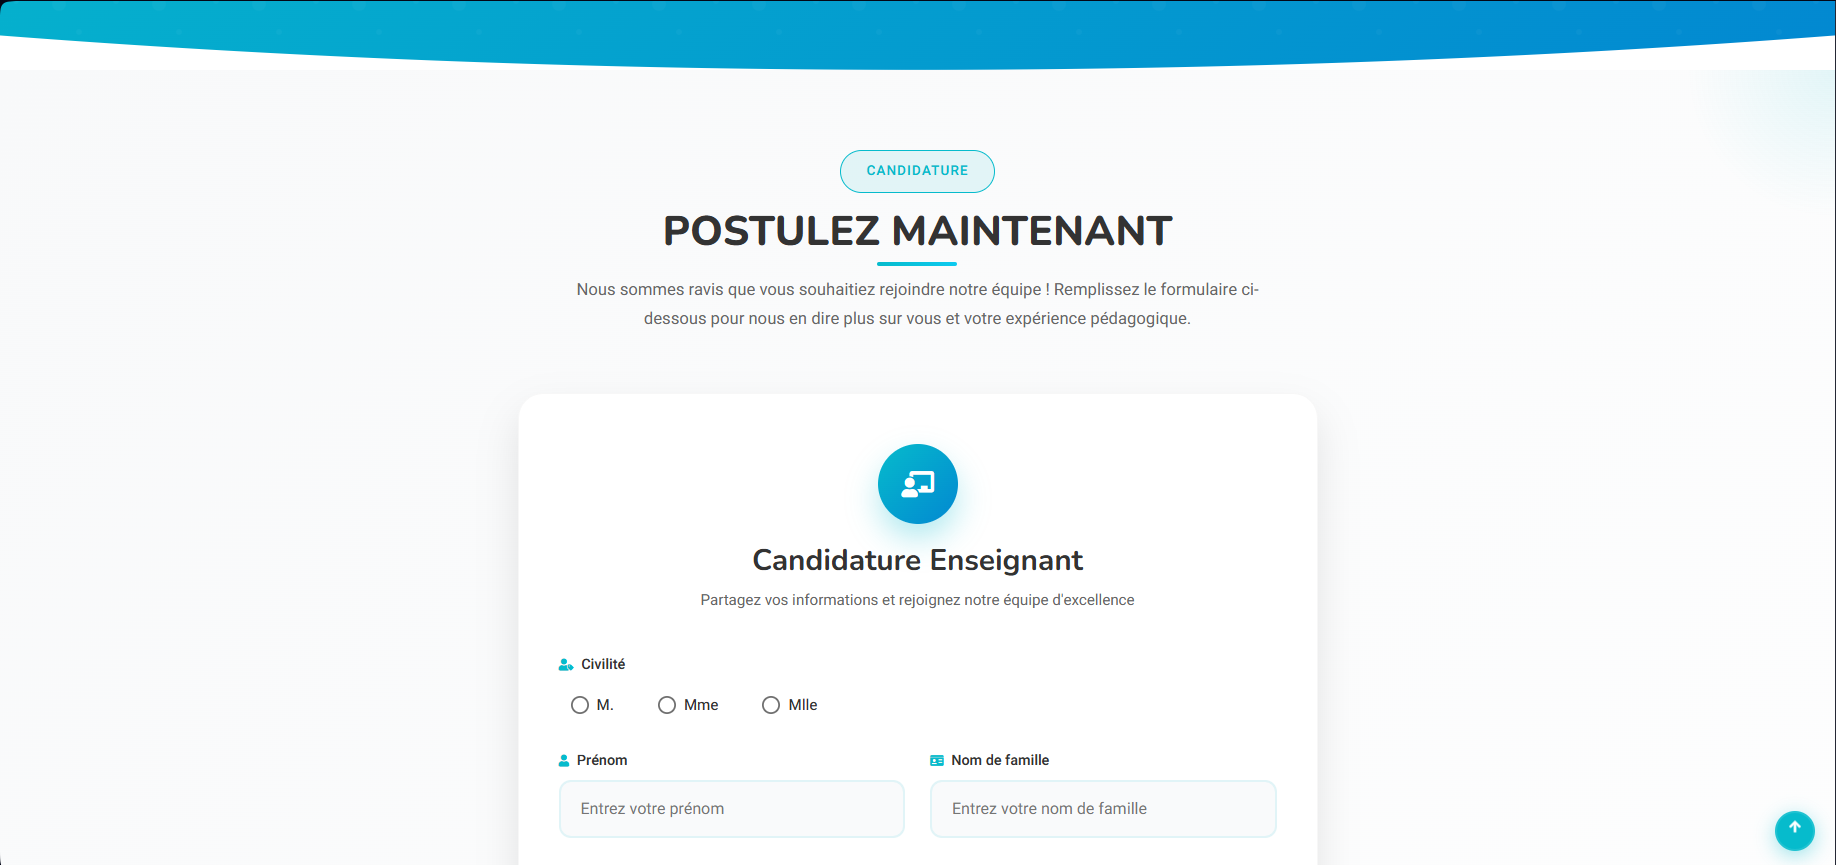 CANDIDATURE
POSTULEZ MAINTENANT
Nous sommes ravis que vous souhaitiez rejoindre notre équipe ! Remplissez le formulaire ci-
dessous pour nous en dire plus sur vous et votre expérience pédagogique.
Candidature Enseignant
Partagez vos informations et rejoignez notre équipe d'excellence
Civilité
M. Mme Mlle
Prénom Nom de famille
Entrez votre prénom Entrez votre nom de famille